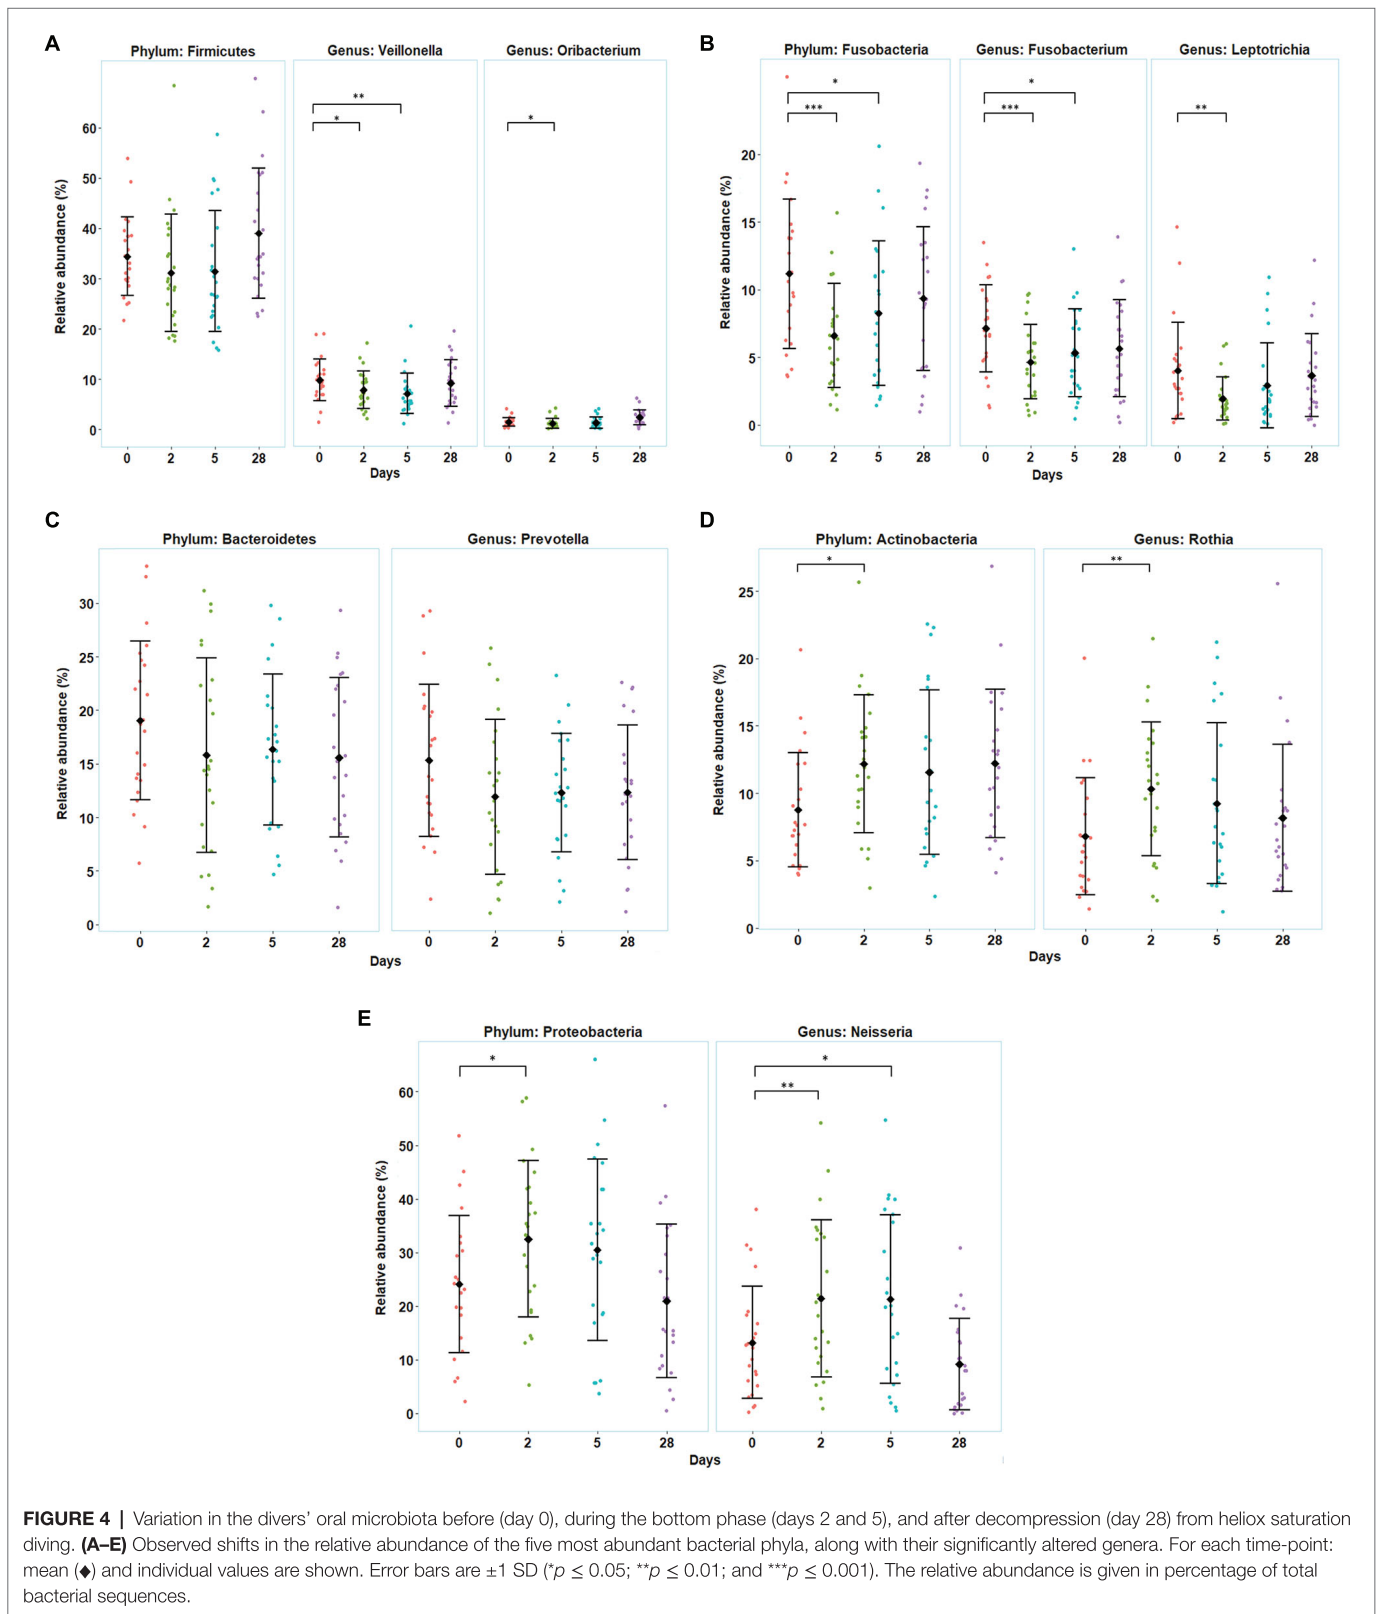 A
Phylum: Firmicutes
Genus: Veillonella
Genus: Oribacterium
Relative abundance (%)
60
50
40
30
20
10
0
**
*
*
0 2 5 28
0 2 5 28
0 2 5 28
Days
B
Phylum: Fusobacteria
Genus: Fusobacterium
Genus: Leptotrichia
Relative abundance (%)
20
15
10
5
0
*
***
*
***
**
0 2 5 28
0 2 5 28
0 2 5 28
Days
C
Phylum: Bacteroidetes
Genus: Prevotella
Relative abundance (%)
30
25
20
15
10
5
0
0 2 5 28
0 2 5 28
Days
D
Phylum: Actinobacteria
Genus: Rothia
Relative abundance (%)
25
20
15
10
5
0
*
**
0 2 5 28
0 2 5 28
Days
E
Phylum: Proteobacteria
Genus: Neisseria
Relative abundance (%)
60
50
40
30
20
10
0
*
*
**
0 2 5 28
0 2 5 28
Days
FIGURE 4 | Variation in the divers’ oral microbiota before (day 0), during the bottom phase (days 2 and 5), and after decompression (day 28) from heliox saturation
diving. (A–E) Observed shifts in the relative abundance of the five most abundant bacterial phyla, along with their significantly altered genera. For each time-point:
mean (◆) and individual values are shown. Error bars are ±1 SD (*p ≤ 0.05; **p ≤ 0.01; and ***p ≤ 0.001). The relative abundance is given in percentage of total
bacterial sequences.